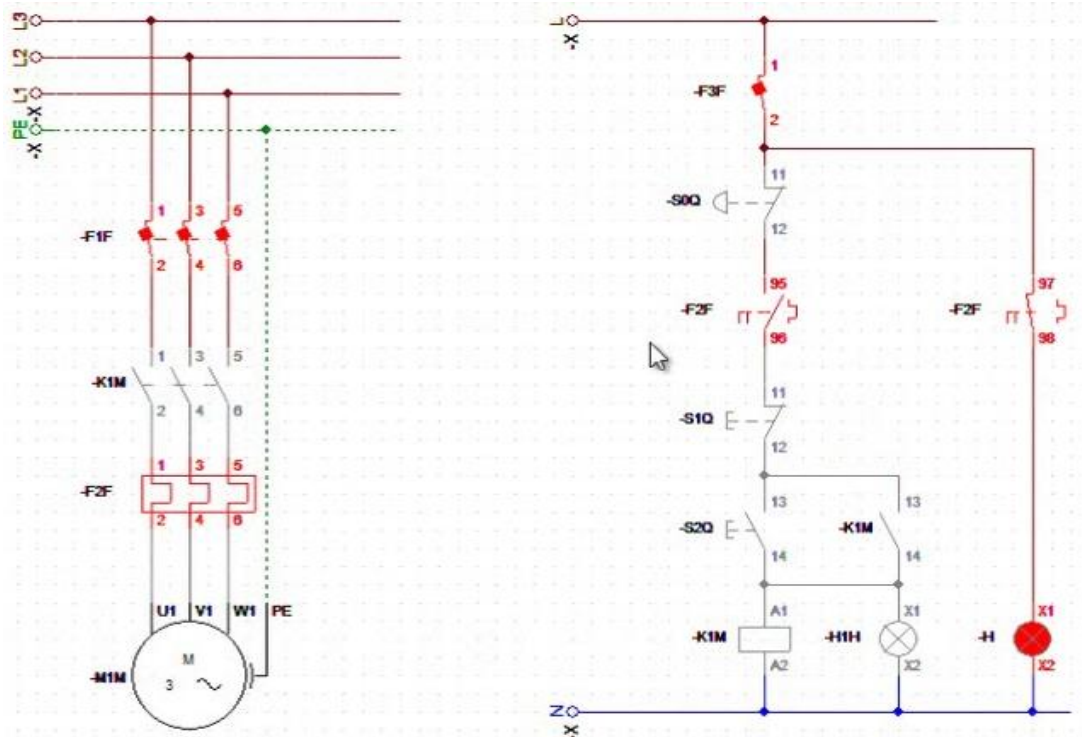 L3
L2
L1
-X
PE
-X
1 3 5
-F1F
2 4 6
1 3 5
-K1M
2 4 6
1 3 5
-F2F
2 4 6
U1 V1 W1 PE
M
3
-M1M
L
-X
1
-F3F
2
11
-S0Q
12
95
-F2F
96
97
-F2F
98
11
-S1Q
12
13
-S2Q
14
13
-K1M
14
A1
-K1M
A2
X1
-H1H
X2
X1
-H
X2
N
-X